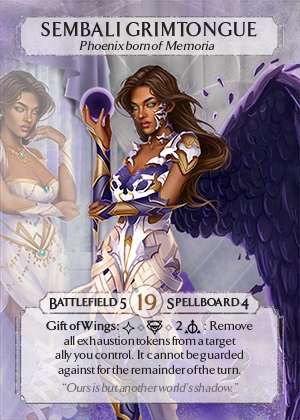 SEMBALI GRIMTONGUE
Phoenixborn of Memoria
BATTLEFIELD 5 19 SPELLBOARD 4
Gift of Wings: 2 : Remove
all exhaustion tokens from a target
ally you control. It cannot be guarded
against for the remainder of the turn.
"Ours is but another world's shadow."